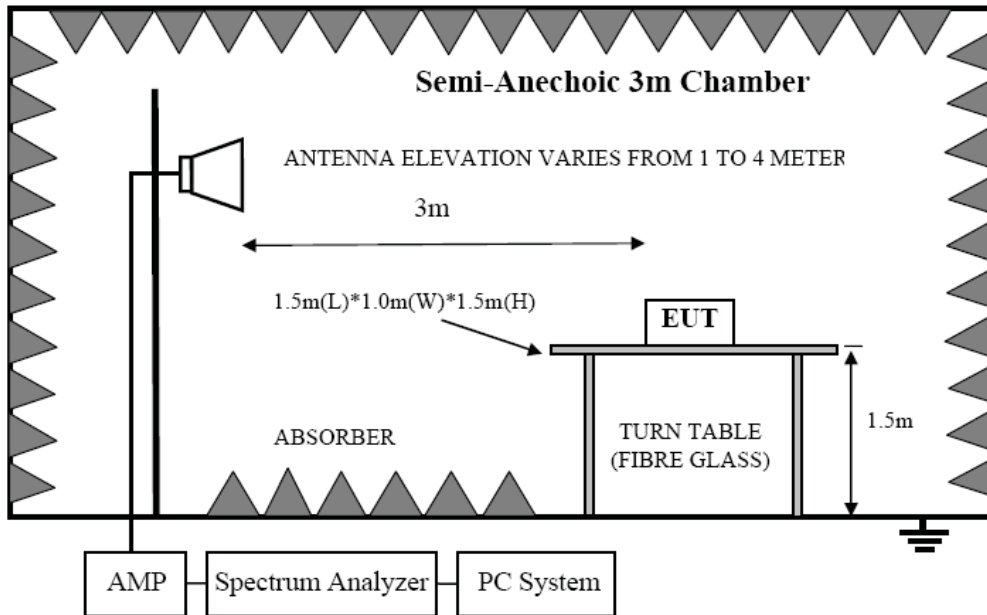 Semi-Anechoic 3m Chamber
ANTENNA ELEVATION VARIES FROM 1 TO 4 METER
3m
1.5m(L)*1.0m(W)*1.5m(H)
EUT
1.5m
ABSORBER
TURN TABLE
(FIBRE GLASS)
AMP
Spectrum Analyzer
PC System